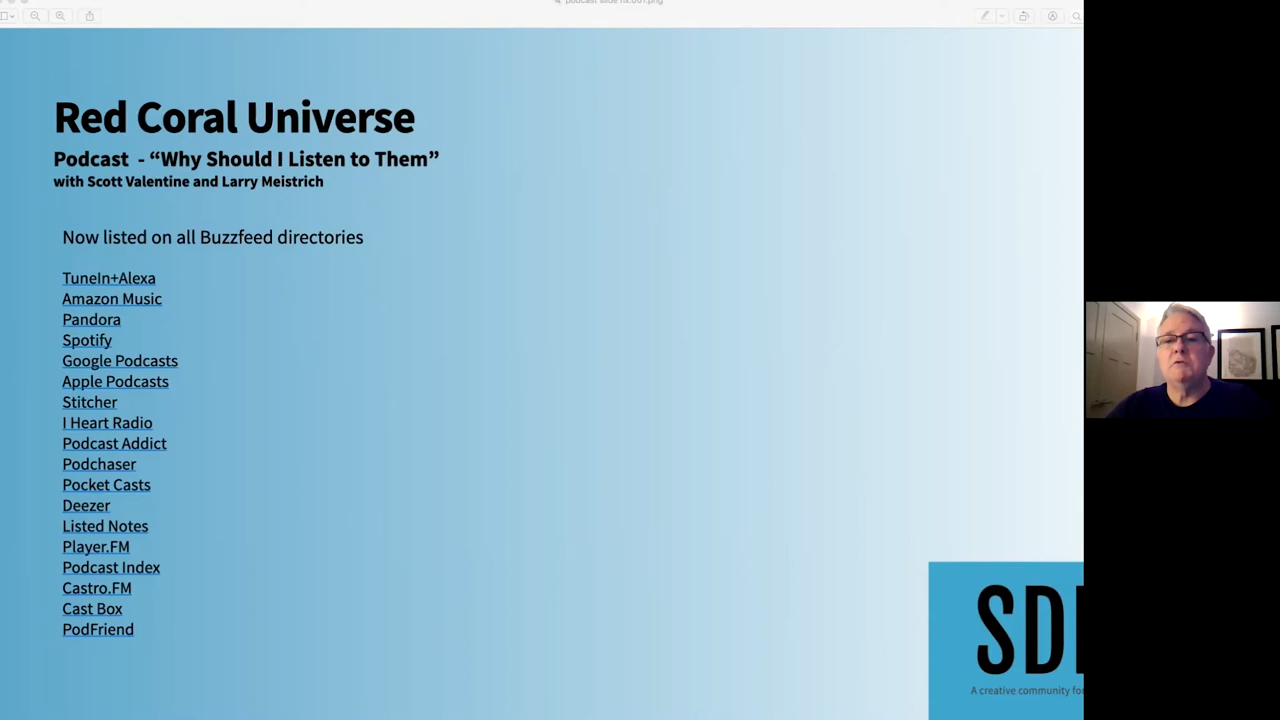 Red Coral Universe
Podcast - “Why Should I Listen to Them”
with Scott Valentine and Larry Meistrich
Now listed on all Buzzfeed directories
TuneIn+Alexa
Amazon Music
Pandora
Spotify
Google Podcasts
Apple Podcasts
Stitcher
I Heart Radio
Podcast Addict
Podchaser
Pocket Casts
Deezer
Listed Notes
Player.FM
Podcast Index
Castro.FM
Cast Box
PodFriend
A creative community for